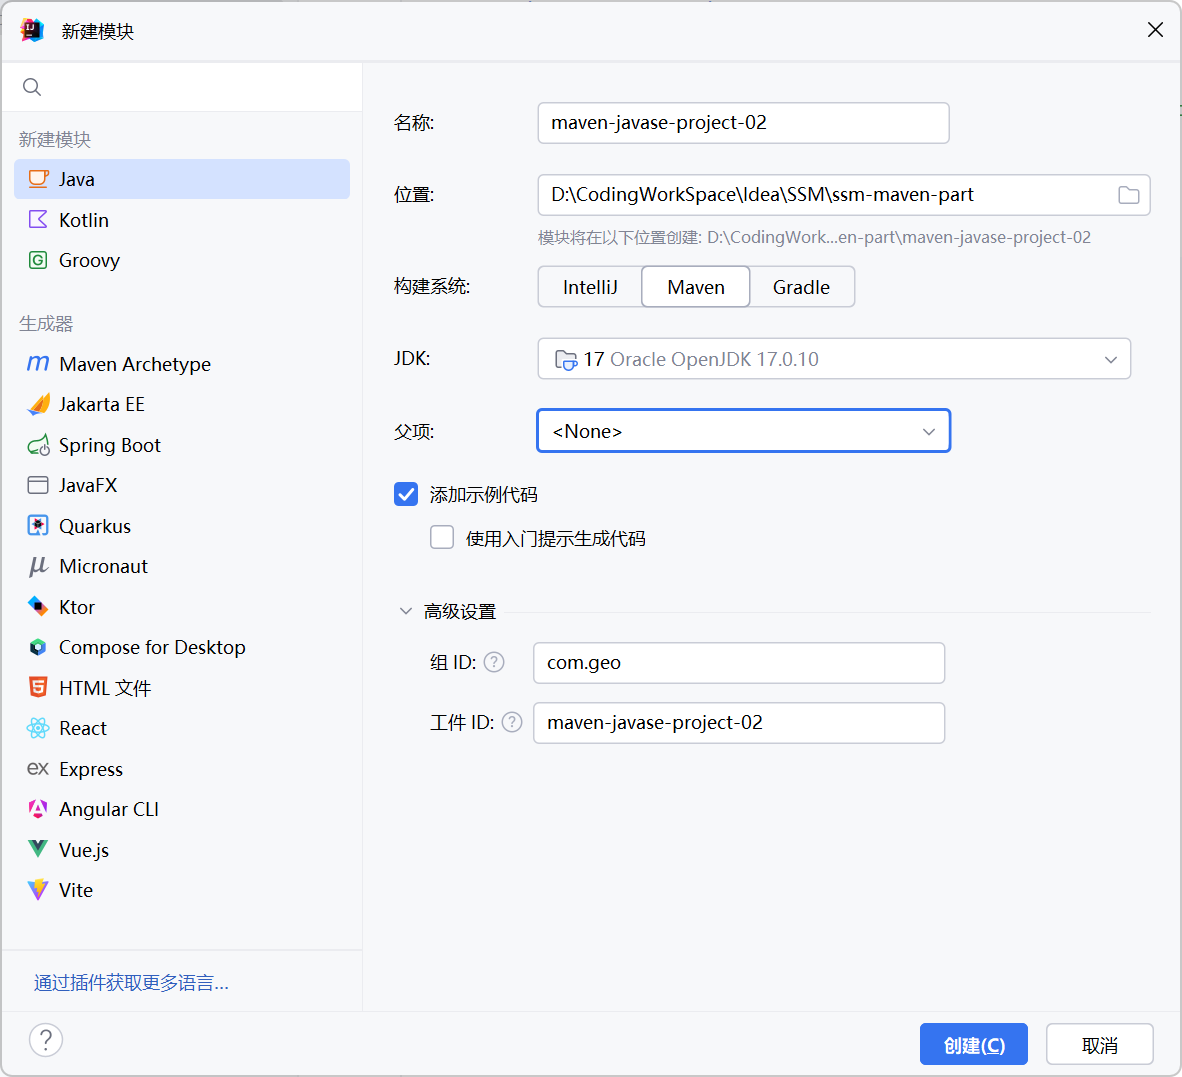 新建模块
新建模块
Java
Kotlin
Groovy
生成器
Maven Archetype
Jakarta EE
Spring Boot
JavaFX
Quarkus
Micronaut
Ktor
Compose for Desktop
HTML 文件
React
ex Express
Angular CLI
Vue.js
Vite
通过插件获取更多语言...
名称: maven-javase-project-02
位置: D:\CodingWorkSpace\Idea\SSM\ssm-maven-part
模块将在以下位置创建: D:\CodingWork...en-part\maven-javase-project-02
构建系统: IntelliJ Maven Gradle
JDK: 17 Oracle OpenJDK 17.0.10
父项: <None>
添加示例代码
使用入门提示生成代码
高级设置
组 ID: ? com.geo
工件 ID: ? maven-javase-project-02
? 创建(C) 取消